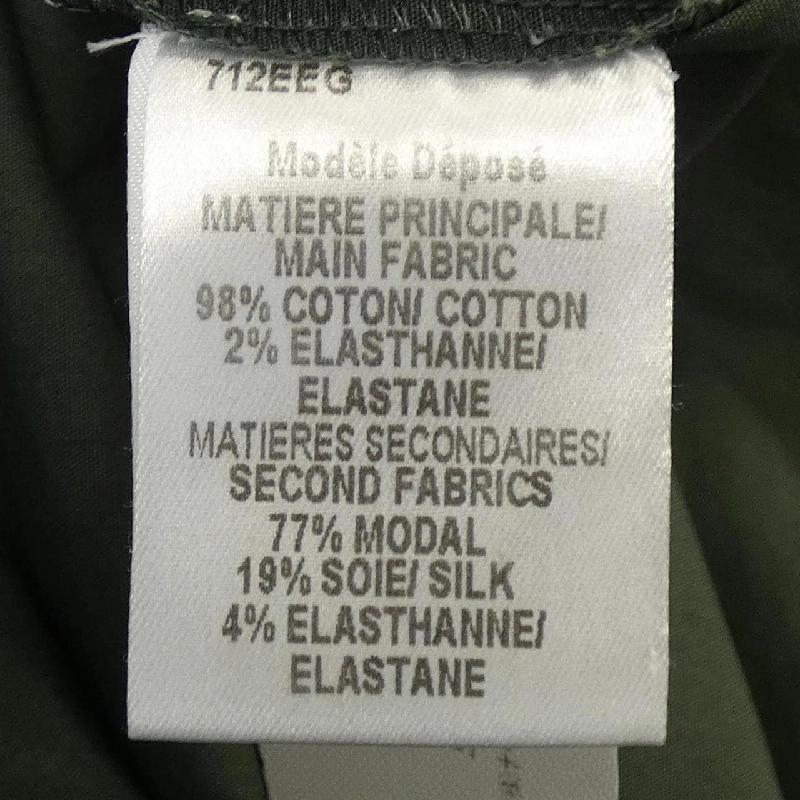 712EEG
Modèle Déposé
MATIERE PRINCIPALE/
MAIN FABRIC
98% COTON/ COTTON
2% ELASTHANNE/
ELASTANE
MATIERES SECONDAIRES/
SECOND FABRICS
77% MODAL
19% SOIE/ SILK
4% ELASTHANNE/
ELASTANE